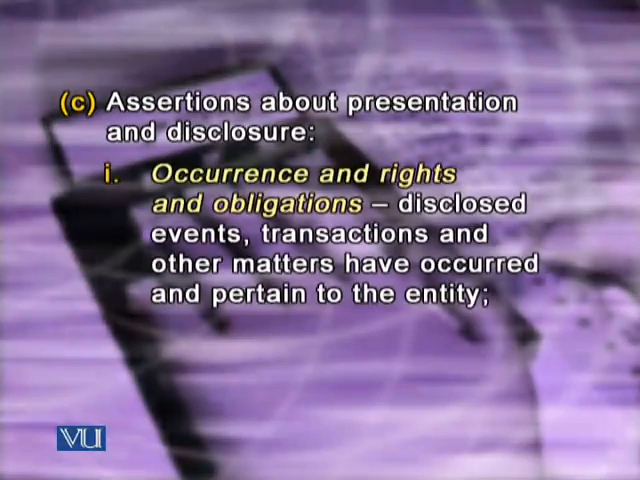 (c) Assertions about presentation
and disclosure:
i. Occurrence and rights
and obligations – disclosed
events, transactions and
other matters have occurred
and pertain to the entity;
VU